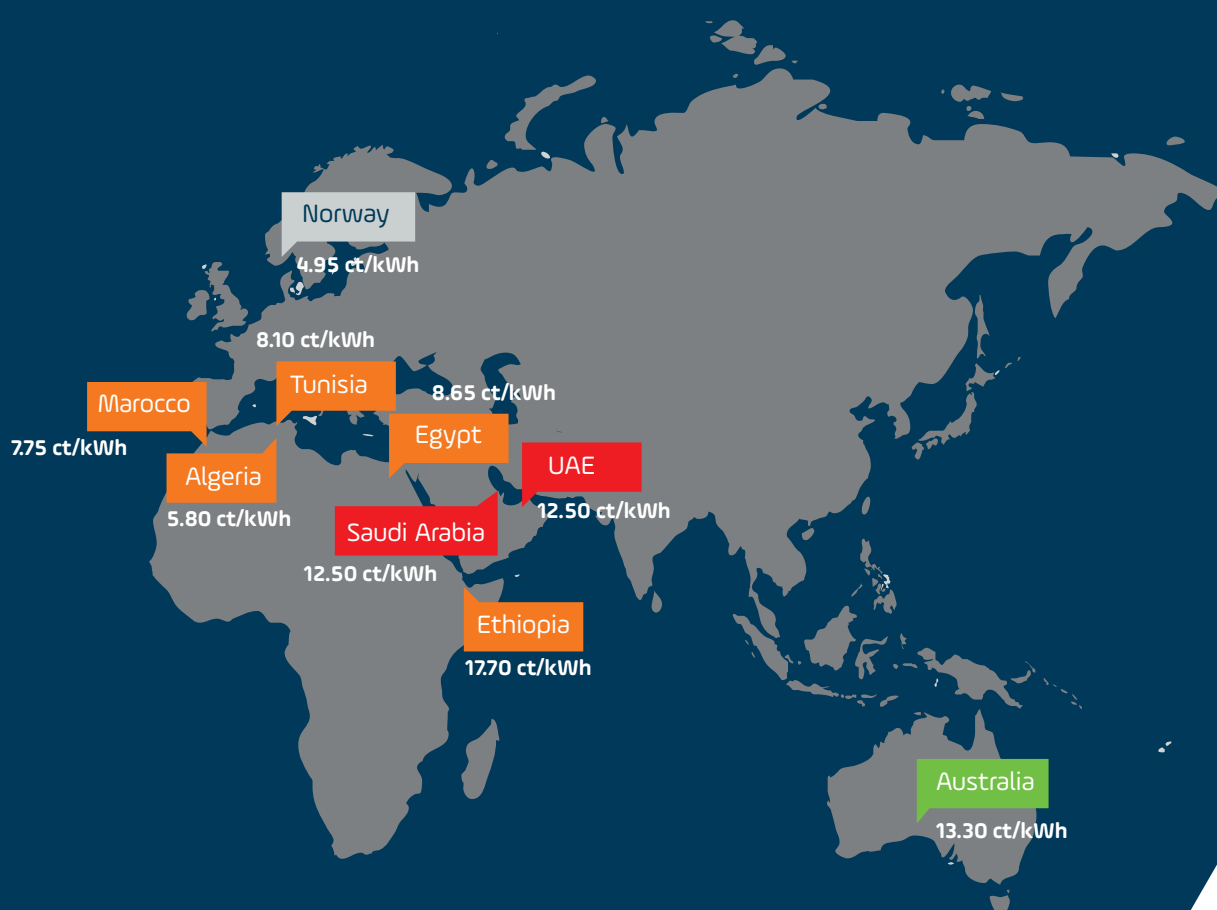 Norway
4.95 ct/kWh
8.10 ct/kWh
Tunisia
Marocco
7.75 ct/kWh
8.65 ct/kWh
Egypt
Algeria
5.80 ct/kWh
UAE
12.50 ct/kWh
Saudi Arabia
12.50 ct/kWh
Ethiopia
17.70 ct/kWh
Australia
13.30 ct/kWh